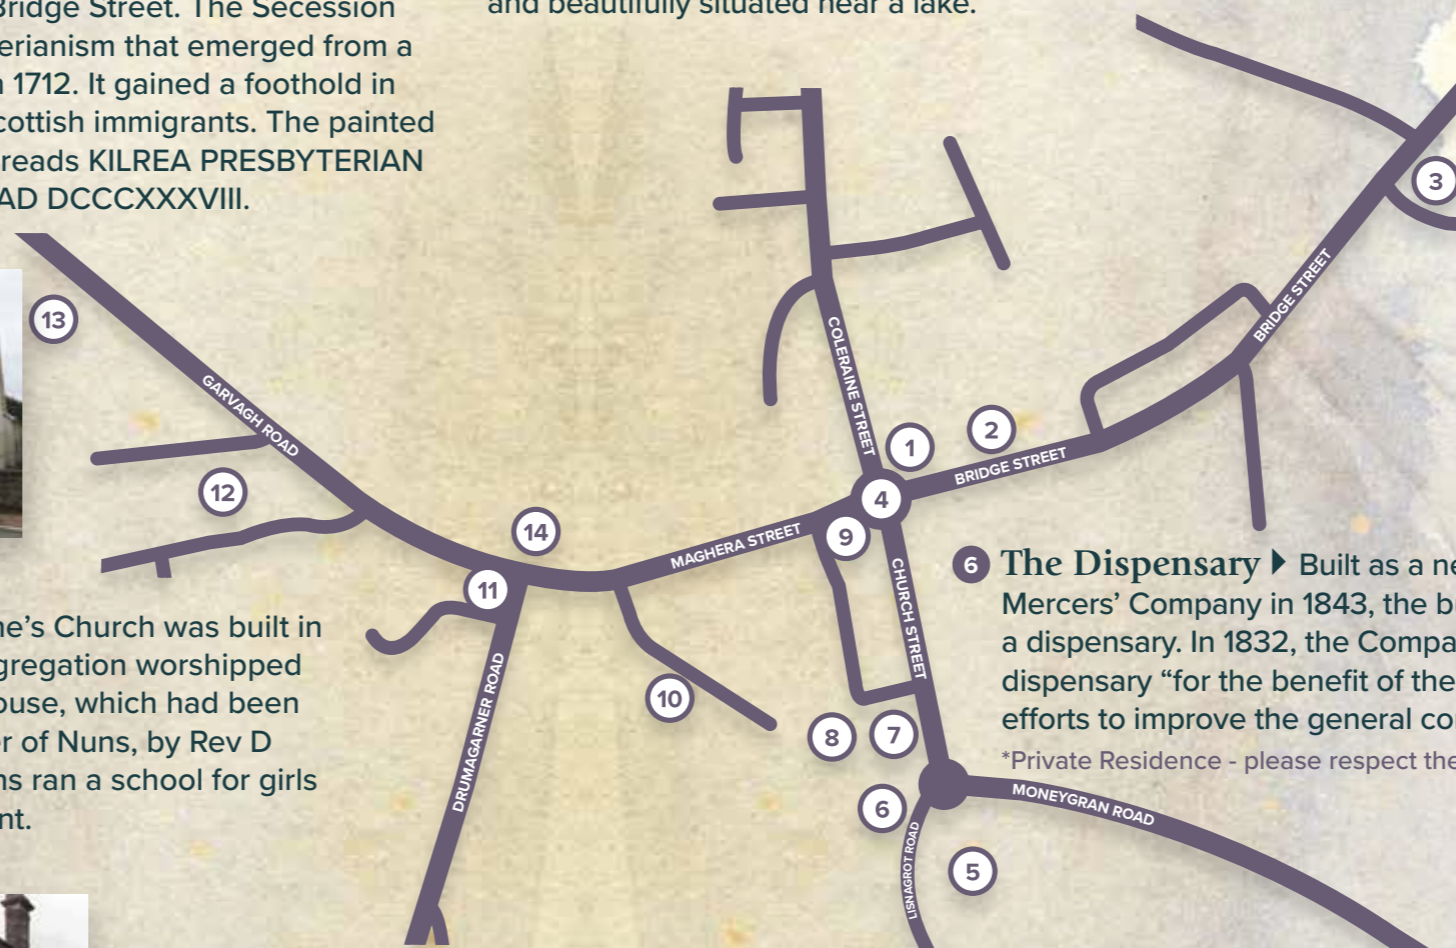 Bridge Street. The Secession
erianism that emerged from a
1712. It gained a foothold in
cottish immigrants. The painted
reads KILREA PRESBYTERIAN
AD DCCCXXXVIII.
and beautifully situated near a lake.
3
BRIDGE STREET
13
GARVAGH ROAD
COLERAINE STREET
1
2
BRIDGE STREET
12
4
14
MAGHERA STREET
9
11
CHURCH STREET
10
DRUMAGARNER ROAD
8
7
6
MONEYGRAN ROAD
LISNAGROT ROAD
5
6 The Dispensary Built as a ne
Mercers’ Company in 1843, the b
a dispensary. In 1832, the Compa
dispensary “for the benefit of the
efforts to improve the general co
*Private Residence - please respect the
ne’s Church was built in
gregation worshipped
ouse, which had been
er of Nuns, by Rev D
ns ran a school for girls
nt.